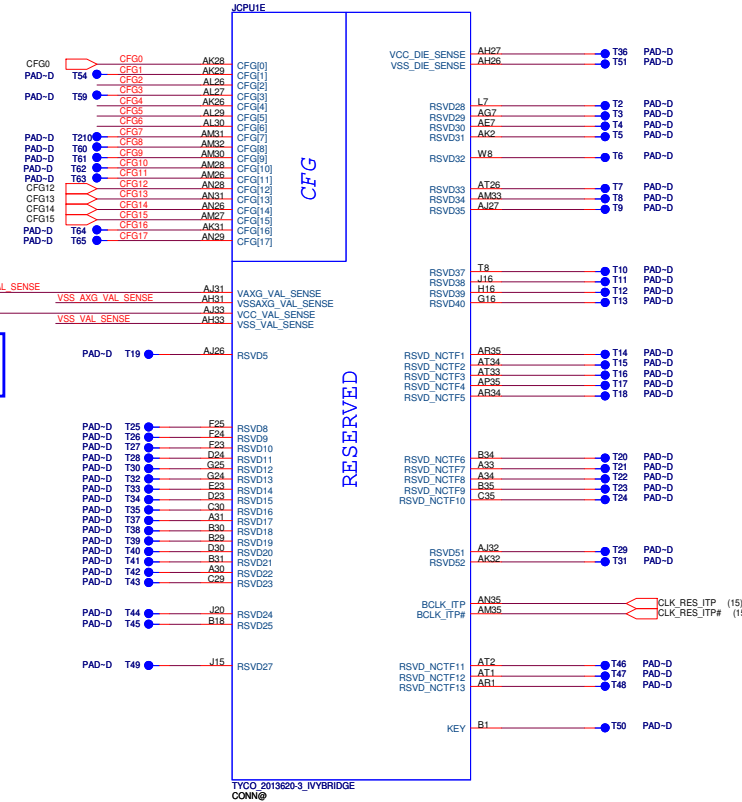 JCPU1E
CFG0 CFG0 AK28 CFG[0]
PAD~D T54 CFG1 AK29 CFG[1]
CFG2 AL26 CFG[2]
PAD~D T59 CFG3 AL27 CFG[3]
CFG4 AK26 CFG[4]
CFG5 AL29 CFG[5]
CFG6 AL30 CFG[6]
PAD~D T210 CFG7 AM31 CFG[7]
PAD~D T60 CFG8 AM32 CFG[8]
PAD~D T61 CFG9 AM30 CFG[9]
PAD~D T62 CFG10 AM28 CFG[10]
PAD~D T63 CFG11 AM26 CFG[11]
CFG12 CFG12 AN28 CFG[12]
CFG13 CFG13 AN31 CFG[13]
CFG14 CFG14 AN26 CFG[14]
CFG15 CFG15 AM27 CFG[15]
PAD~D T64 CFG16 AK31 CFG[16]
PAD~D T65 CFG17 AN29 CFG[17]
CFG
AL_SENSE AJ31 VAXG_VAL_SENSE
VSS_AXG_VAL_SENSE AH31 VSSAXG_VAL_SENSE
AJ33 VCC_VAL_SENSE
VSS_VAL_SENSE AH33 VSS_VAL_SENSE
PAD~D T19 AJ26 RSVD5
PAD~D T25 F25 RSVD8
PAD~D T26 F24 RSVD9
PAD~D T27 F23 RSVD10
PAD~D T28 D24 RSVD11
PAD~D T30 G25 RSVD12
PAD~D T32 G24 RSVD13
PAD~D T33 E23 RSVD14
PAD~D T34 D23 RSVD15
PAD~D T35 C30 RSVD16
PAD~D T37 A31 RSVD17
PAD~D T38 B30 RSVD18
PAD~D T39 B29 RSVD19
PAD~D T40 D30 RSVD20
PAD~D T41 B31 RSVD21
PAD~D T42 A30 RSVD22
PAD~D T43 C29 RSVD23
PAD~D T44 J20 RSVD24
PAD~D T45 B18 RSVD25
PAD~D T49 J15 RSVD27
RESERVED
VCC_DIE_SENSE AH27 T36 PAD~D
VSS_DIE_SENSE AH26 T51 PAD~D
RSVD28 L7 T2 PAD~D
RSVD29 AG7 T3 PAD~D
RSVD30 AE7 T4 PAD~D
RSVD31 AK2 T5 PAD~D
RSVD32 W8 T6 PAD~D
RSVD33 AT26 T7 PAD~D
RSVD34 AM33 T8 PAD~D
RSVD35 AJ27 T9 PAD~D
RSVD37 T8 T10 PAD~D
RSVD38 J16 T11 PAD~D
RSVD39 H16 T12 PAD~D
RSVD40 G16 T13 PAD~D
RSVD_NCTF1 AR35 T14 PAD~D
RSVD_NCTF2 AT34 T15 PAD~D
RSVD_NCTF3 AT33 T16 PAD~D
RSVD_NCTF4 AP35 T17 PAD~D
RSVD_NCTF5 AR34 T18 PAD~D
RSVD_NCTF6 B34 T20 PAD~D
RSVD_NCTF7 A33 T21 PAD~D
RSVD_NCTF8 A34 T22 PAD~D
RSVD_NCTF9 B35 T23 PAD~D
RSVD_NCTF10 C35 T24 PAD~D
RSVD51 AJ32 T29 PAD~D
RSVD52 AK32 T31 PAD~D
BCLK_ITP AN35 CLK_RES_ITP (15)
BCLK_ITP# AM35 CLK_RES_ITP# (15
RSVD_NCTF11 AT2 T46 PAD~D
RSVD_NCTF12 AT1 T47 PAD~D
RSVD_NCTF13 AR1 T48 PAD~D
KEY B1 T50 PAD~D
TYCO_2013620-3_IVYBRIDGE
CONN@